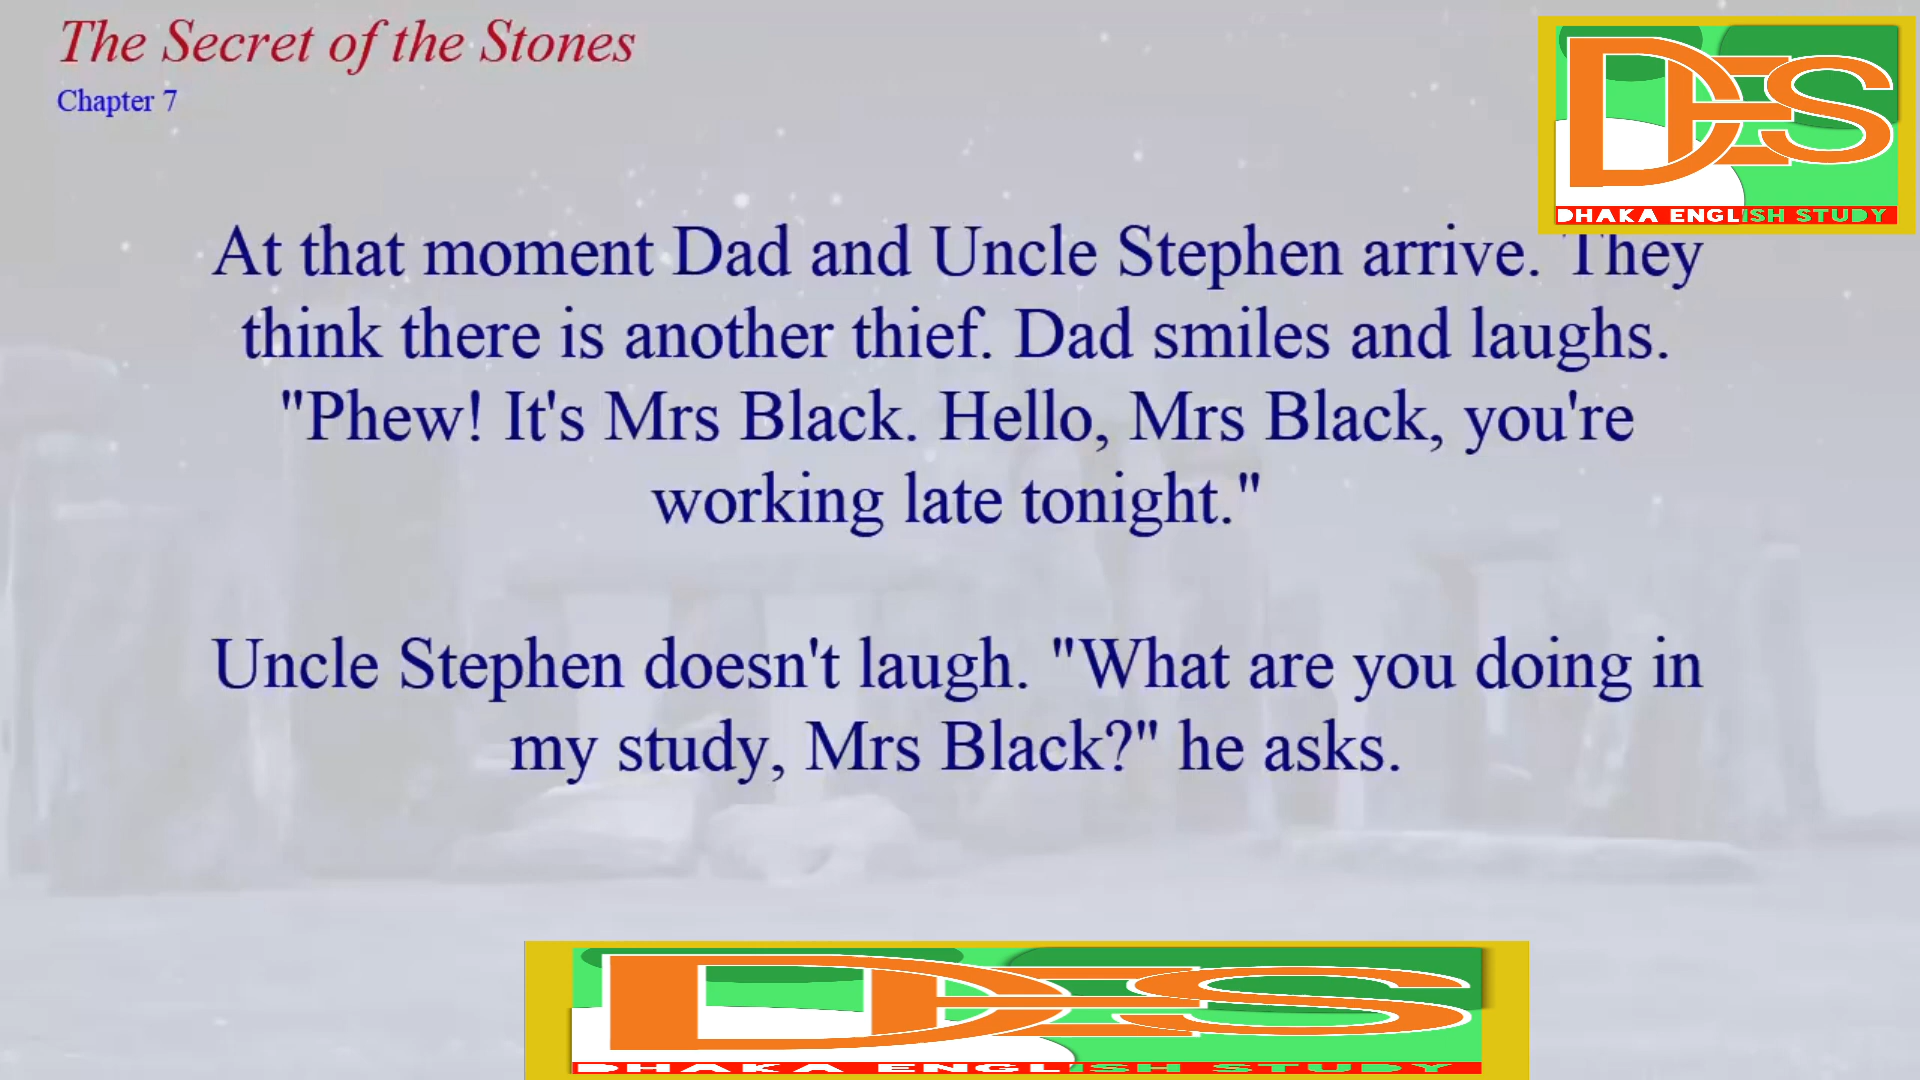 The Secret of the Stones
Chapter 7
DES
DHAKA ENGLISH STUDY
At that moment Dad and Uncle Stephen arrive. They
think there is another thief. Dad smiles and laughs.
"Phew! It's Mrs Black. Hello, Mrs Black, you're
working late tonight."
Uncle Stephen doesn't laugh. "What are you doing in
my study, Mrs Black?" he asks.
DES
DHAKA ENGLISH STUDY